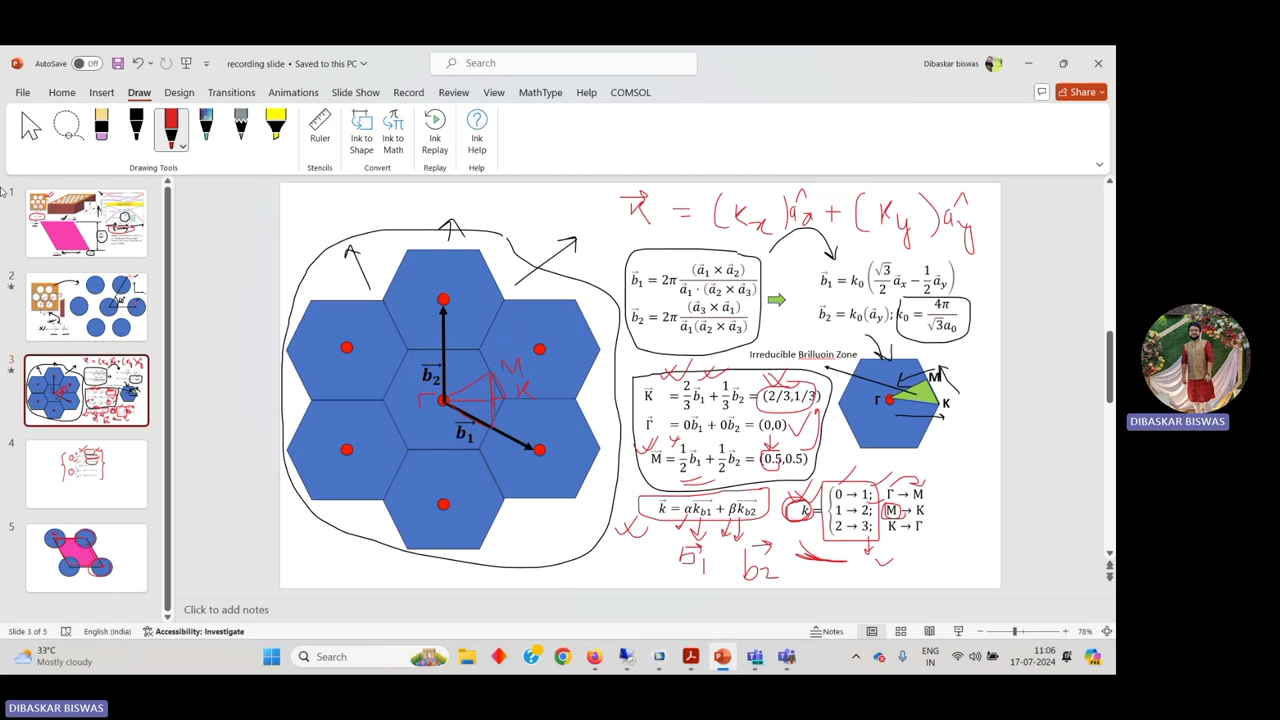 AutoSave Off recording slide • Saved to this PC Search Dibaskar biswas
File Home Insert Draw Design Transitions Animations Slide Show Record Review View MathType Help COMSOL Share
Ruler Ink to Shape Ink to Math Ink Replay Ink Help
Drawing Tools Stencils Convert Replay Help
1
2
3
4
5
k⃗ = (kx)âx + (ky)ây
b⃗₁ = 2π (a⃗₁ × a⃗₂) / a⃗₁ · (a⃗₂ × a⃗₃)
b⃗₂ = 2π (a⃗₃ × a⃗₁) / a⃗₁(a⃗₂ × a⃗₃)
b⃗₁ = k₀(√3/2 a⃗ₓ − 1/2 a⃗ᵧ)
b⃗₂ = k₀(a⃗ᵧ); k₀ = 4π/√3a₀
Irreducible Brilluoin Zone
M
Γ
K
b₂
M
K
Γ
b₁
K⃗ = 2/3 b⃗₁ + 1/3 b⃗₂ = (2/3,1/3)
Γ⃗ = 0b⃗₁ + 0b⃗₂ = (0,0)
M⃗ = 1/2 b⃗₁ + 1/2 b⃗₂ = (0.5,0.5)
k⃗ = αk⃗b1 + βk⃗b2
k = { 0 → 1; Γ → M
1 → 2; M → K
2 → 3; K → Γ
b⃗₁ b⃗₂
Click to add notes
Slide 3 of 5 English (India) Accessibility: Investigate Notes 78%
33°C
Mostly cloudy
Search
ENG
IN
11:06
17-07-2024
DIBASKAR BISWAS
DIBASKAR BISWAS